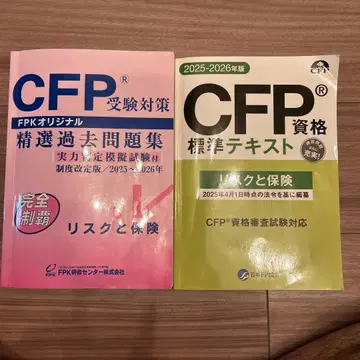 CFP® 受験対策
FPKオリジナル
精選過去問題集
実力判定模擬試験付
制度改定版/2025～2026年
完全
制覇
リスクと保険
FPK研修センター株式会社
2025-2026年版
CFP
CFP®資格
標準テキスト
リスクと保険
2025年4月1日時点の法令を基に編纂
CFP®資格審査試験対応